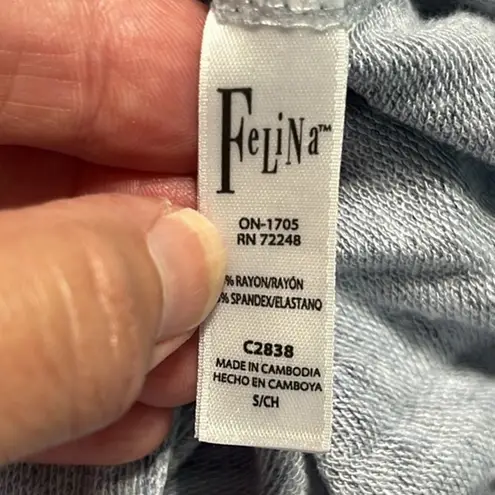 FeLiNa™
ON-1705
RN 72248
% RAYON/RAYÓN
% SPANDEX/ELASTANO
C2838
MADE IN CAMBODIA
HECHO EN CAMBOYA
S/CH